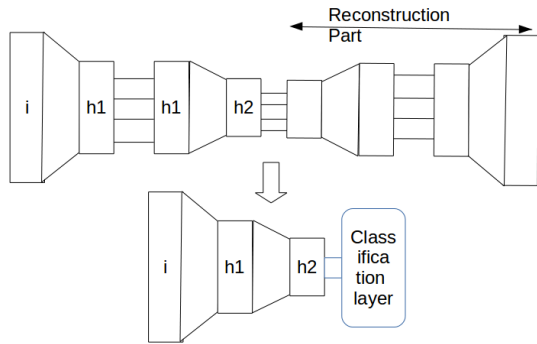 Reconstruction
Part
i
h1
h1
h2
i
h1
h2
Class
ifica
tion
layer